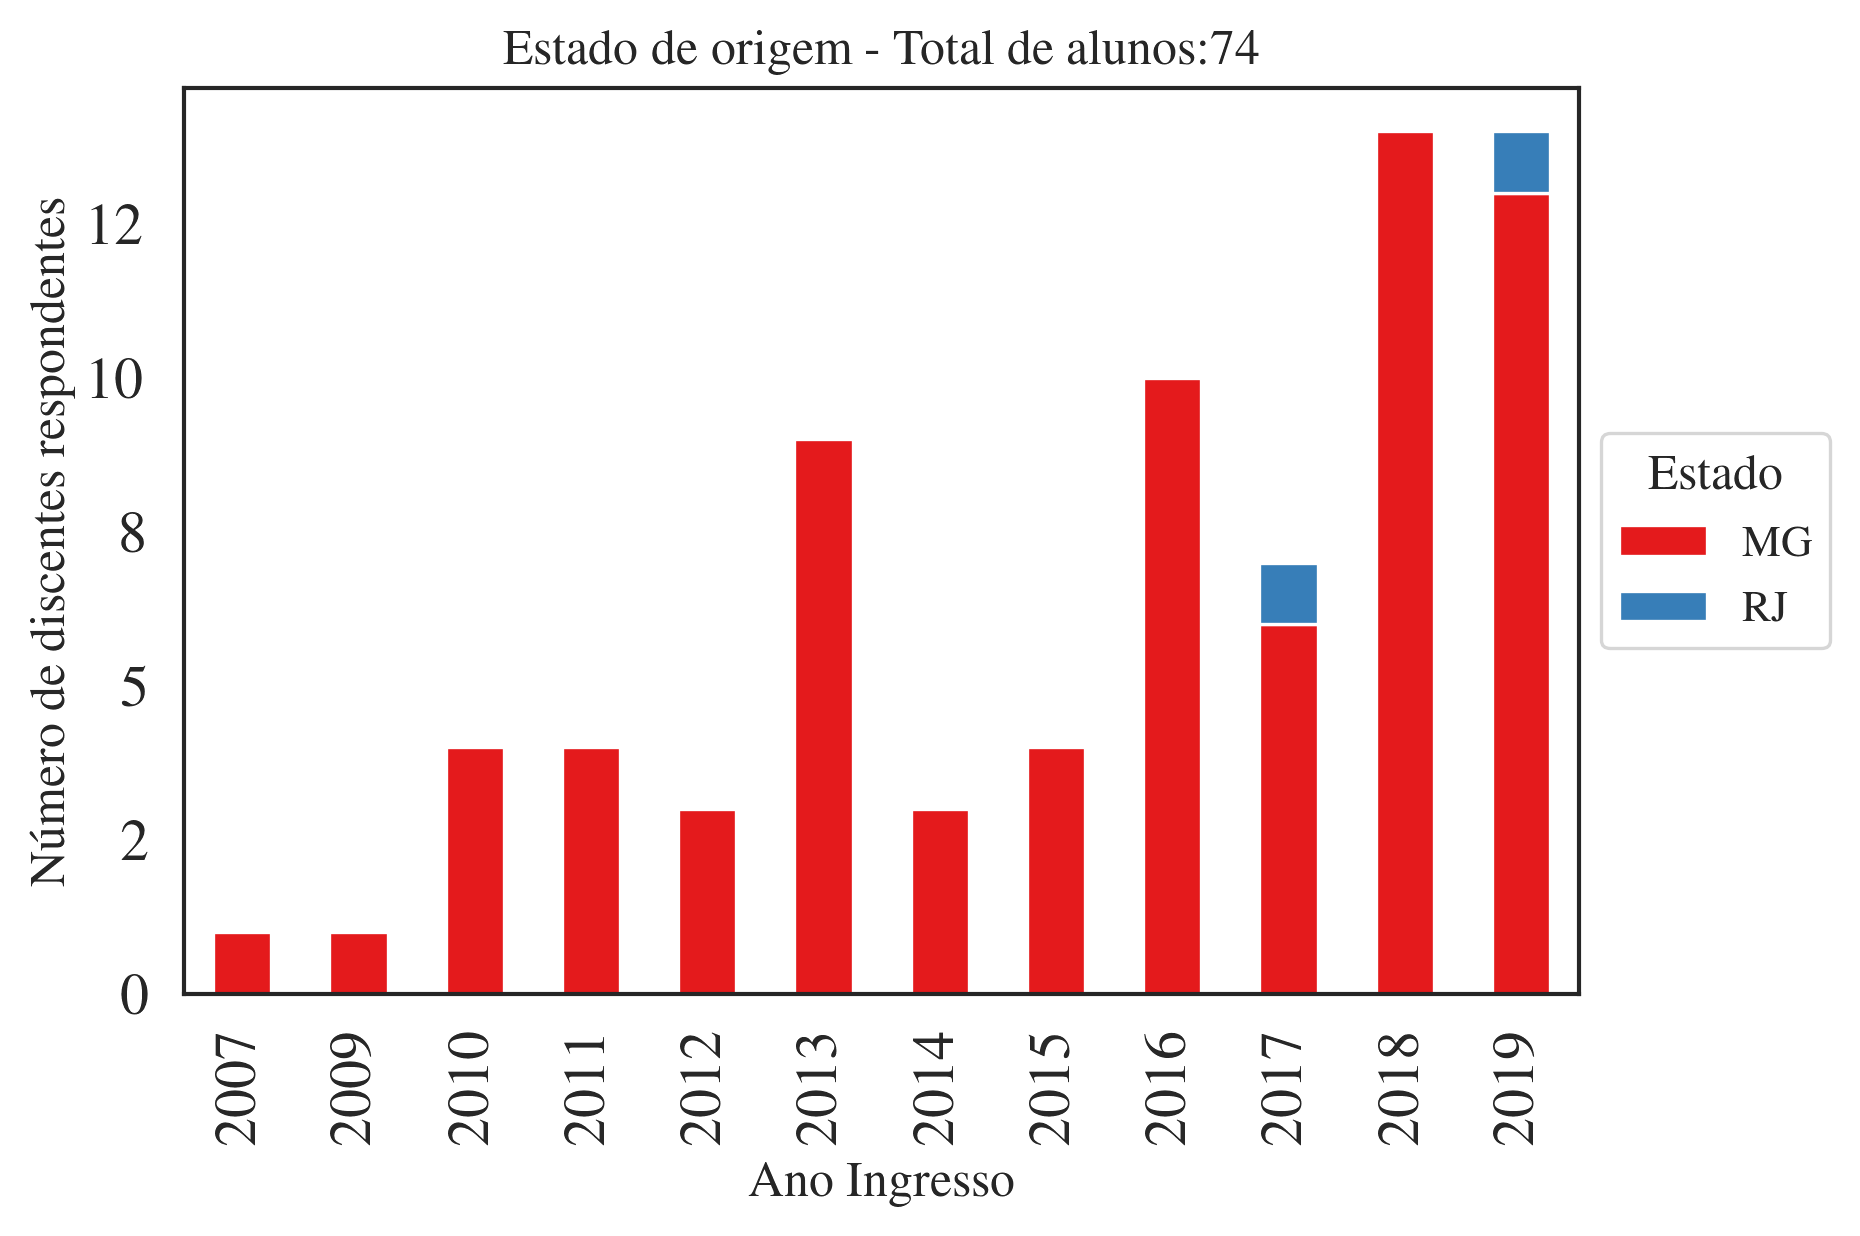 Estado de origem - Total de alunos:74
Número de discentes respondentes
12
10
8
5
2
0
Estado
MG
RJ
2007 2009 2010 2011 2012 2013 2014 2015 2016 2017 2018 2019
Ano Ingresso